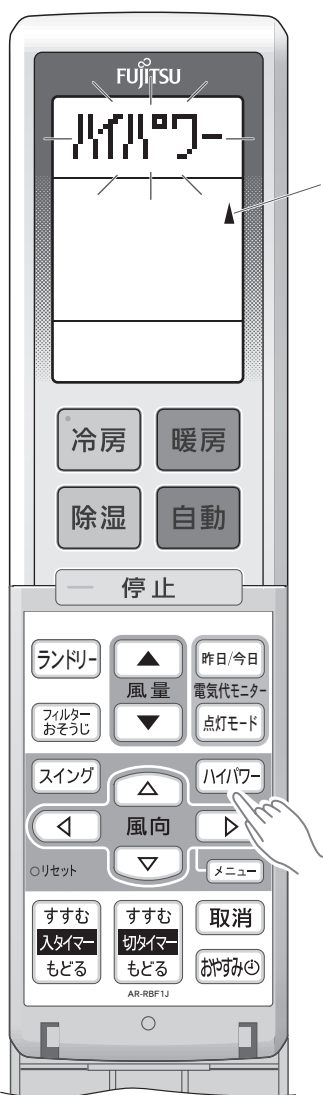 FUJITSU
ハイパワー
冷房 暖房
除湿 自動
停止
ランドリー
風量
昨日/今日
電気代モニター
フィルター
おそうじ
点灯モード
スイング
ハイパワー
風向
リセット
メニュー
すすむ
入タイマー
もどる
すすむ
切タイマー
もどる
取消
おやすみ
AR-RBF1J